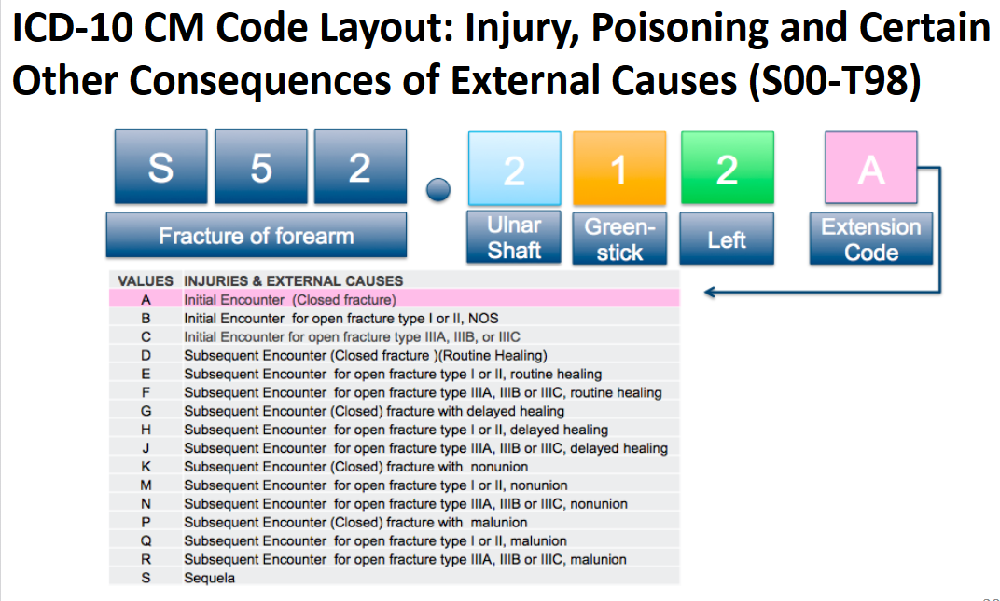 ICD-10 CM Code Layout: Injury, Poisoning and Certain
Other Consequences of External Causes (S00-T98)
S 5 2 . 2 1 2 A
Fracture of forearm
Ulnar
Shaft
Green-
stick
Left
Extension
Code
VALUES INJURIES & EXTERNAL CAUSES
A Initial Encounter (Closed fracture)
B Initial Encounter for open fracture type I or II, NOS
C Initial Encounter for open fracture type IIIA, IIIB, or IIIC
D Subsequent Encounter (Closed fracture )(Routine Healing)
E Subsequent Encounter for open fracture type I or II, routine healing
F Subsequent Encounter for open fracture type IIIA, IIIB or IIIC, routine healing
G Subsequent Encounter (Closed) fracture with delayed healing
H Subsequent Encounter for open fracture type I or II, delayed healing
J Subsequent Encounter for open fracture type IIIA, IIIB or IIIC, delayed healing
K Subsequent Encounter (Closed) fracture with nonunion
M Subsequent Encounter for open fracture type I or II, nonunion
N Subsequent Encounter for open fracture type IIIA, IIIB or IIIC, nonunion
P Subsequent Encounter (Closed) fracture with malunion
Q Subsequent Encounter for open fracture type I or II, malunion
R Subsequent Encounter for open fracture type IIIA, IIIB or IIIC, malunion
S Sequela